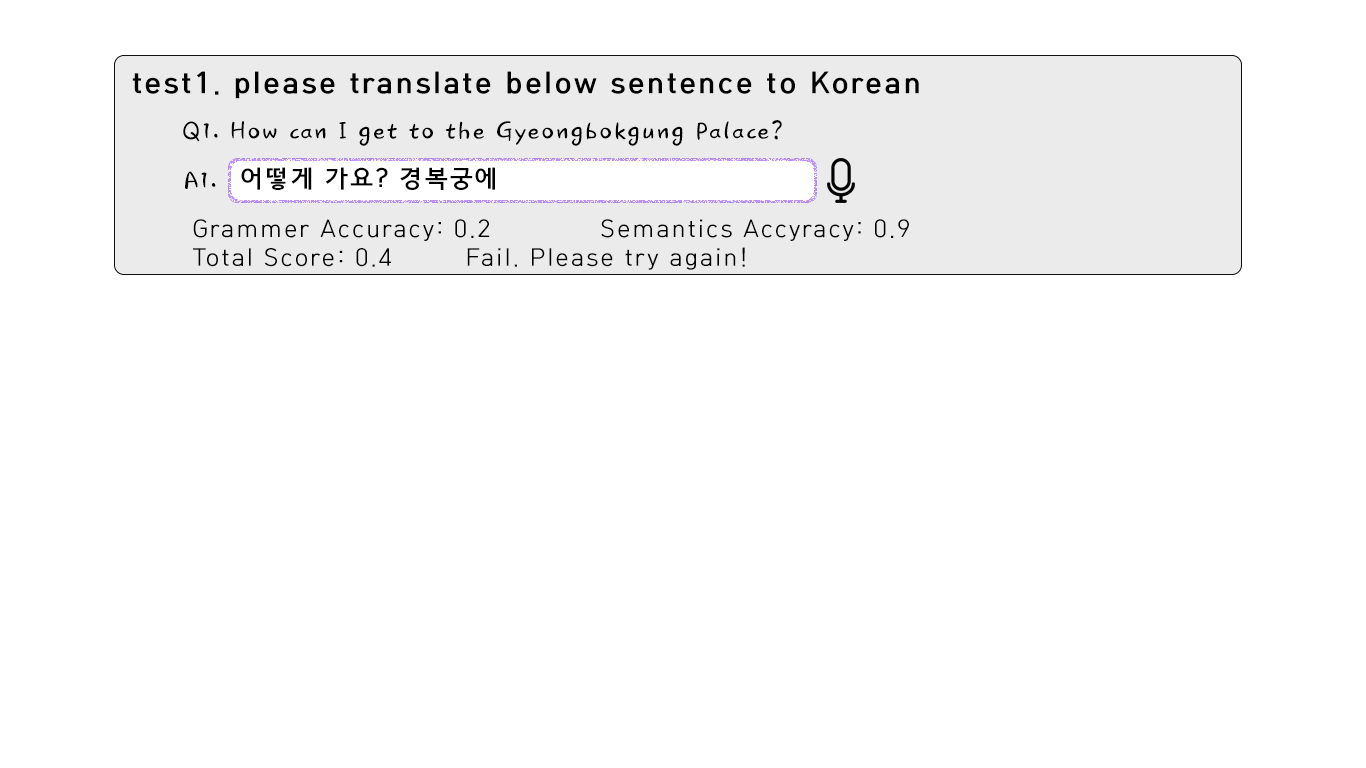 test1. please translate below sentence to Korean
Q1. How can I get to the Gyeongbokgung Palace?
A1. 어떻게 가요? 경복궁에
Grammer Accuracy: 0.2 Semantics Accyracy: 0.9
Total Score: 0.4 Fail. Please try again!